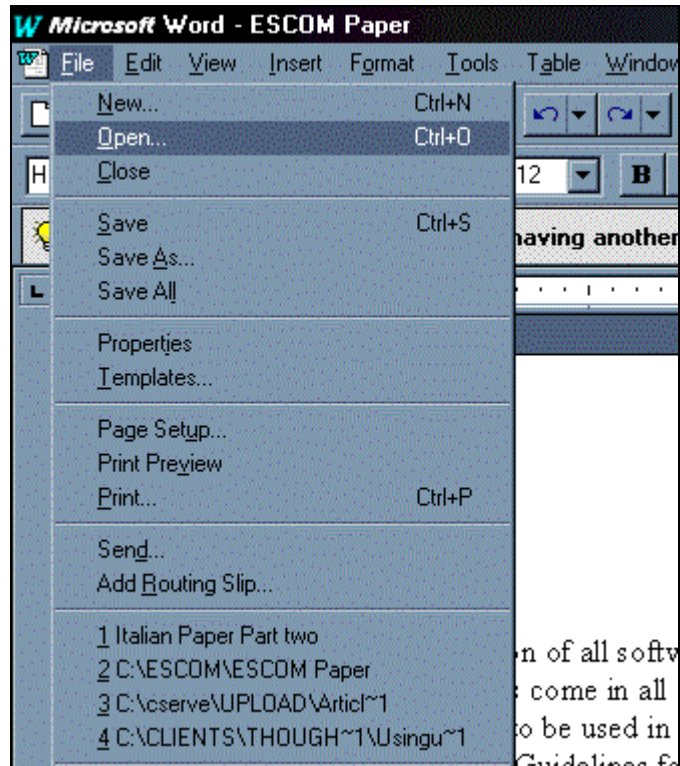 Microsoft Word - ESCOM Paper
File Edit View Insert Format Tools Table Window
New... Ctrl+N
Open... Ctrl+O
H
Close
12
B
Save Ctrl+S
having another
Save As...
Save All
Properties
Templates...
Page Setup...
Print Preview
Print... Ctrl+P
Send...
Add Routing Slip...
1 Italian Paper Part two
n of all softw
2 C:\ESCOM\ESCOM Paper
come in all
3 C:\cserve\UPLOAD\Articl~1
to be used in
4 C:\CLIENTS\THOUGH~1\Usingu~1
Guidelines fo